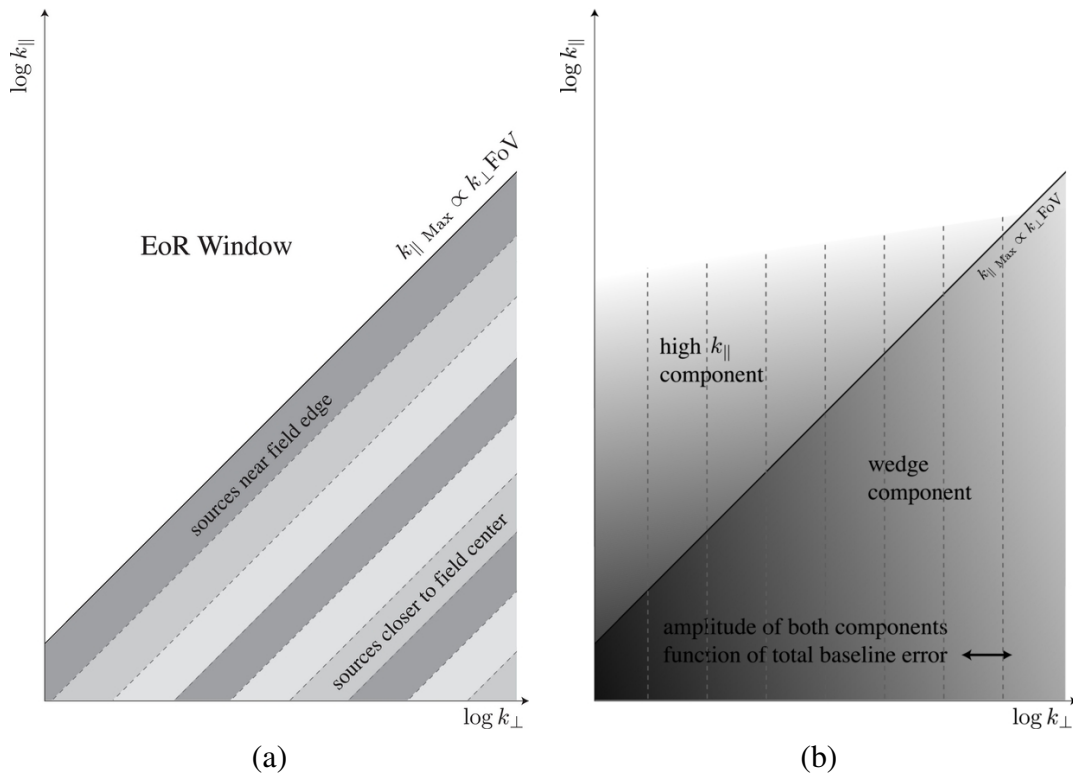 log k∥
k∥ Max ∝ k⊥FoV
EoR Window
sources near field edge
sources closer to field center
log k⊥
(a)
log k∥
k∥ Max ∝ k⊥FoV
high k∥
component
wedge
component
amplitude of both components
function of total baseline error
log k⊥
(b)